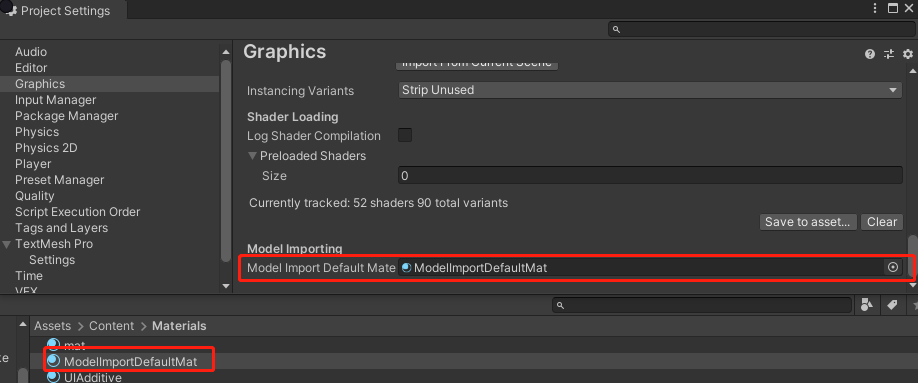 Project Settings
Audio
Editor
Graphics
Input Manager
Package Manager
Physics
Physics 2D
Player
Preset Manager
Quality
Script Execution Order
Tags and Layers
TextMesh Pro
Settings
Time
VFX
Graphics
Import From Current Scene
Instancing Variants
Strip Unused
Shader Loading
Log Shader Compilation
Preloaded Shaders
Size
0
Currently tracked: 52 shaders 90 total variants
Save to asset...
Clear
Model Importing
Model Import Default Mate
ModelImportDefaultMat
Assets > Content > Materials
ke
mat
ModelImportDefaultMat
UIAdditive